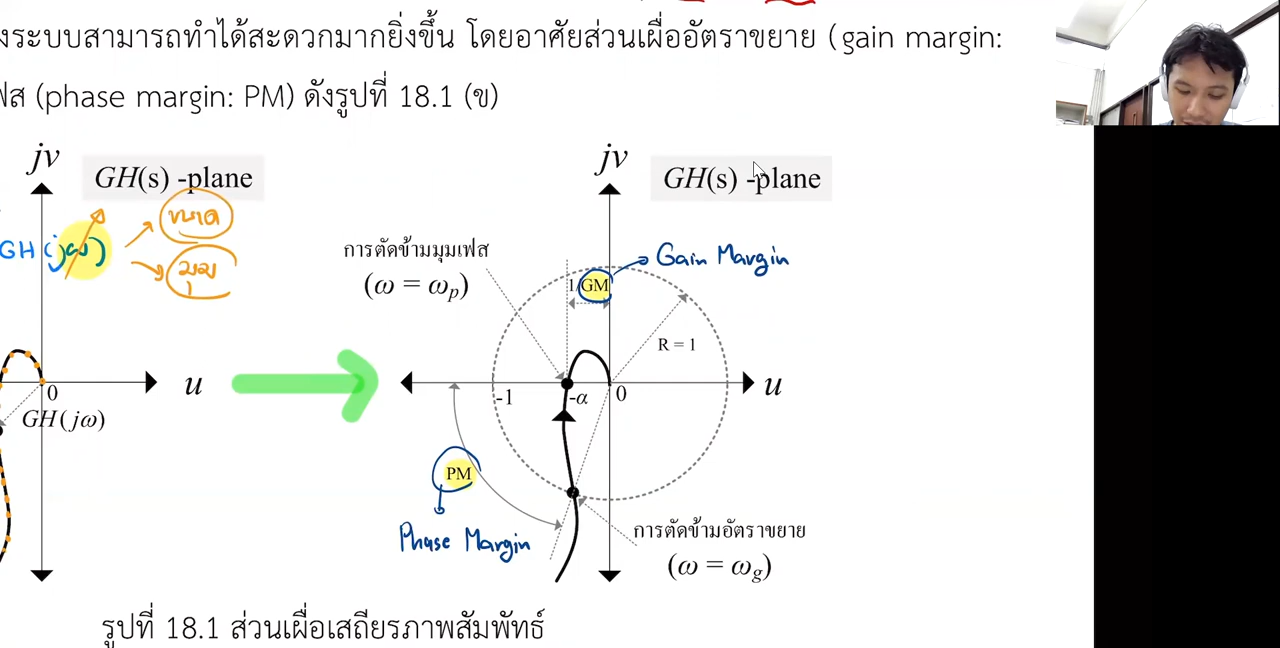 งระบบสามารถทำได้สะดวกมากยิ่งขึ้น โดยอาศัยส่วนเผื่ออัตราขยาย (gain margin:
(phase margin: PM) ดังรูปที่ 18.1 (ข)
jv
GH(s) -plane
ขนาด
GH(jω)
มุม
0
u
GH(jω)
jv
GH(s) -plane
การตัดข้ามมุมเฟส
(ω = ωp)
Gain Margin
1/GM
R = 1
-1
-α
0
u
PM
Phase Margin
การตัดข้ามอัตราขยาย
(ω = ωg)
รูปที่ 18.1 ส่วนเผื่อเสถียรภาพสัมพัทธ์